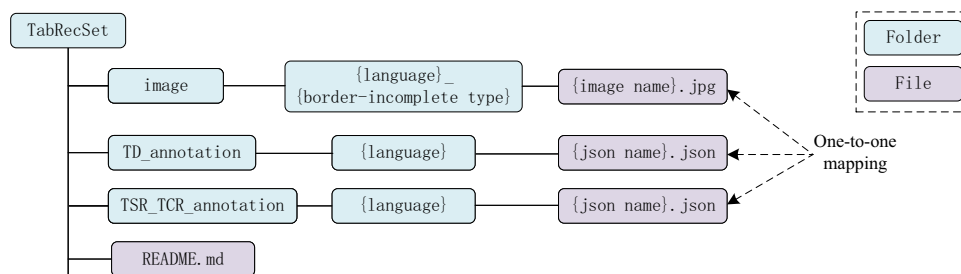 TabRecSet
Folder
File
image
{language}_
{border-incomplete type}
{image name}.jpg
TD_annotation
{language}
{json name}.json
One-to-one
mapping
TSR_TCR_annotation
{language}
{json name}.json
README.md